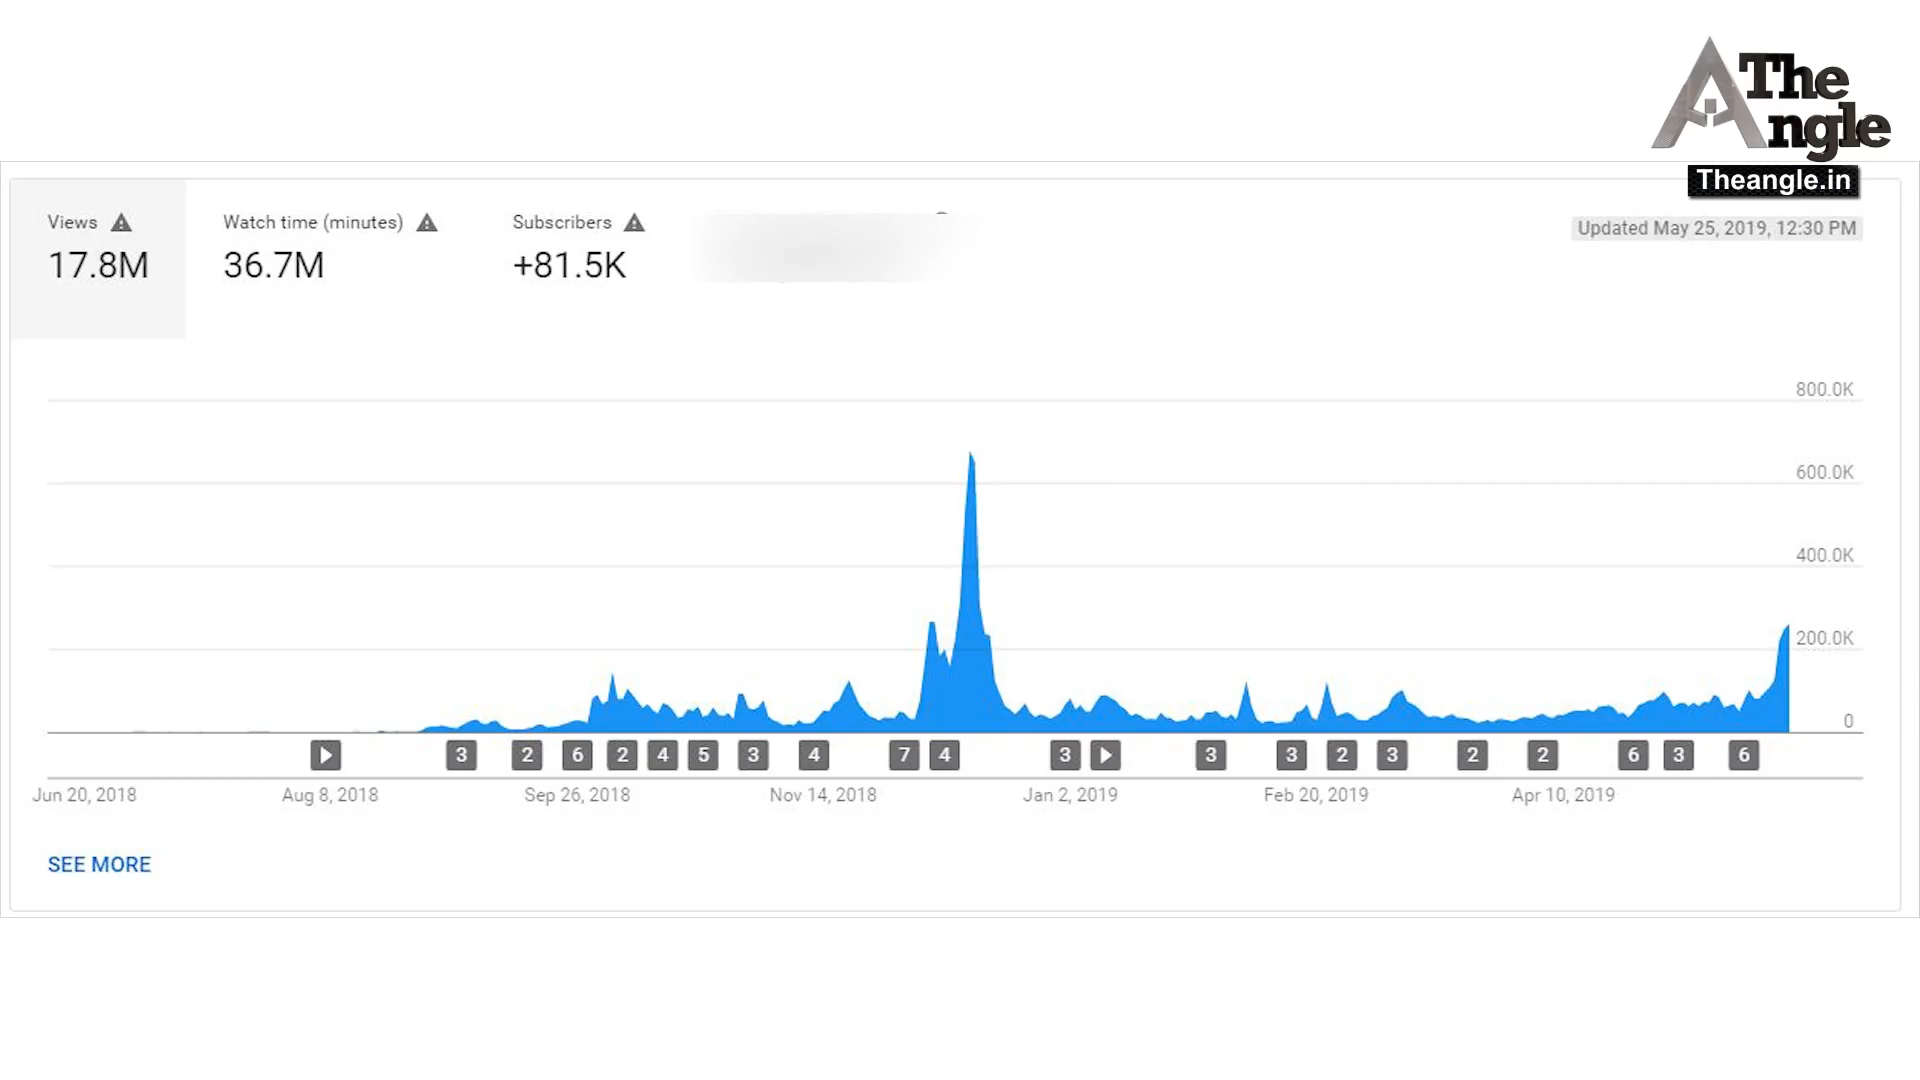 The
Angle
Theangle.in
Views
17.8M
Watch time (minutes)
36.7M
Subscribers
+81.5K
Updated May 25, 2019, 12:30 PM
800.0K
600.0K
400.0K
200.0K
0
3 2 6 2 4 5 3 4 7 4 3 3 3 2 3 2 2 6 3 6
Jun 20, 2018 Aug 8, 2018 Sep 26, 2018 Nov 14, 2018 Jan 2, 2019 Feb 20, 2019 Apr 10, 2019
SEE MORE